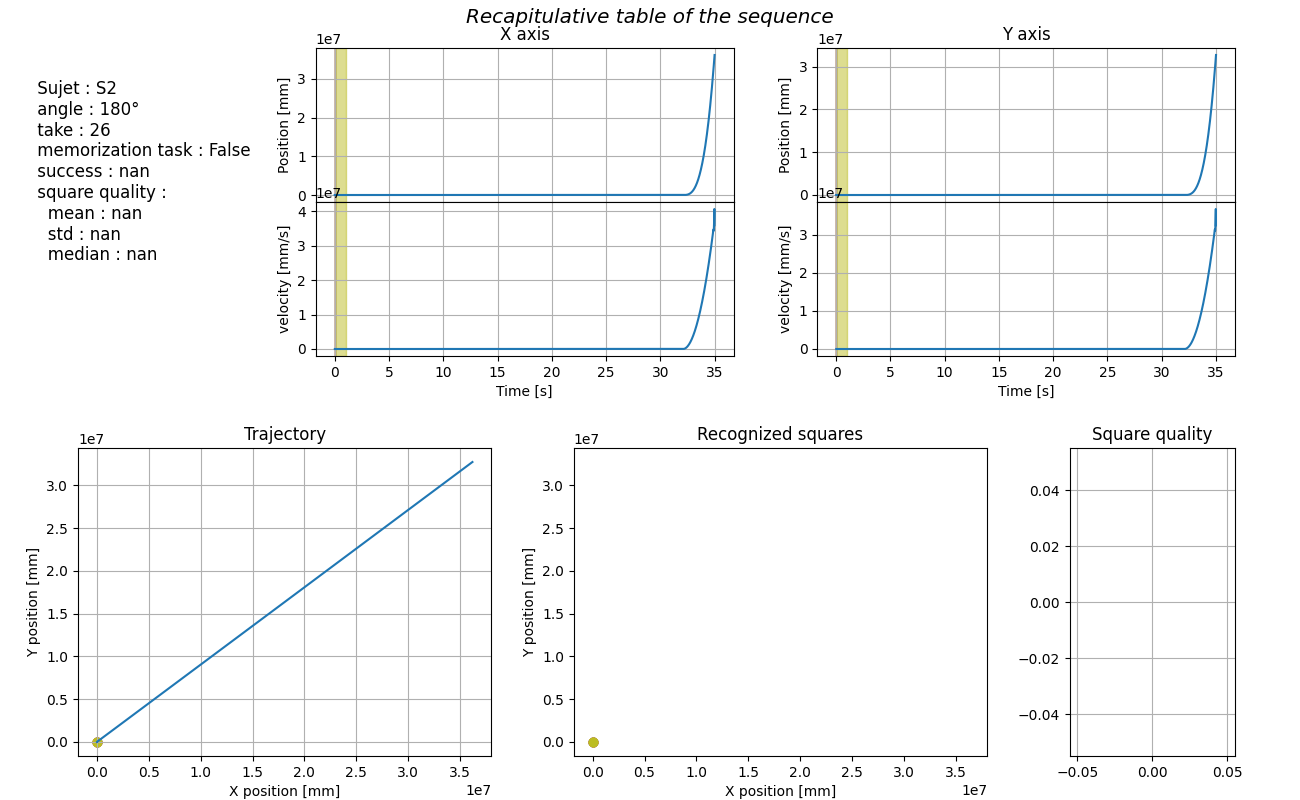 Recapitulative table of the sequence
Sujet : S2
angle : 180°
take : 26
memorization task : False
success : nan
square quality :
mean : nan
std : nan
median : nan
X axis
1e7
Position [mm]
3
2
1
0
1e7
velocity [mm/s]
4
3
2
1
0
0 5 10 15 20 25 30 35
Time [s]
Y axis
1e7
Position [mm]
3
2
1
0
1e7
velocity [mm/s]
3
2
1
0
0 5 10 15 20 25 30 35
Time [s]
Trajectory
1e7
Y position [mm]
3.0
2.5
2.0
1.5
1.0
0.5
0.0
0.0 0.5 1.0 1.5 2.0 2.5 3.0 3.5
X position [mm]
1e7
Recognized squares
1e7
Y position [mm]
3.0
2.5
2.0
1.5
1.0
0.5
0.0
0.0 0.5 1.0 1.5 2.0 2.5 3.0 3.5
X position [mm]
1e7
Square quality
0.04
0.02
0.00
−0.02
−0.04
−0.05 0.00 0.05